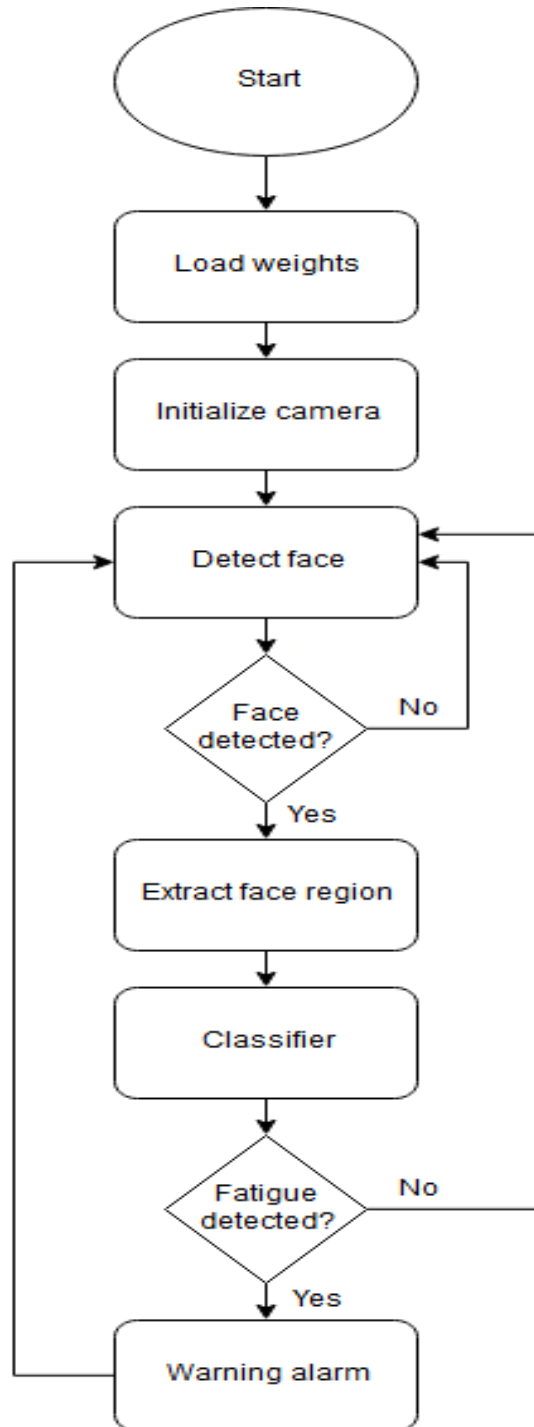 Start
Load weights
Initialize camera
Detect face
Face
detected?
No
Yes
Extract face region
Classifier
Fatigue
detected?
No
Yes
Warning alarm